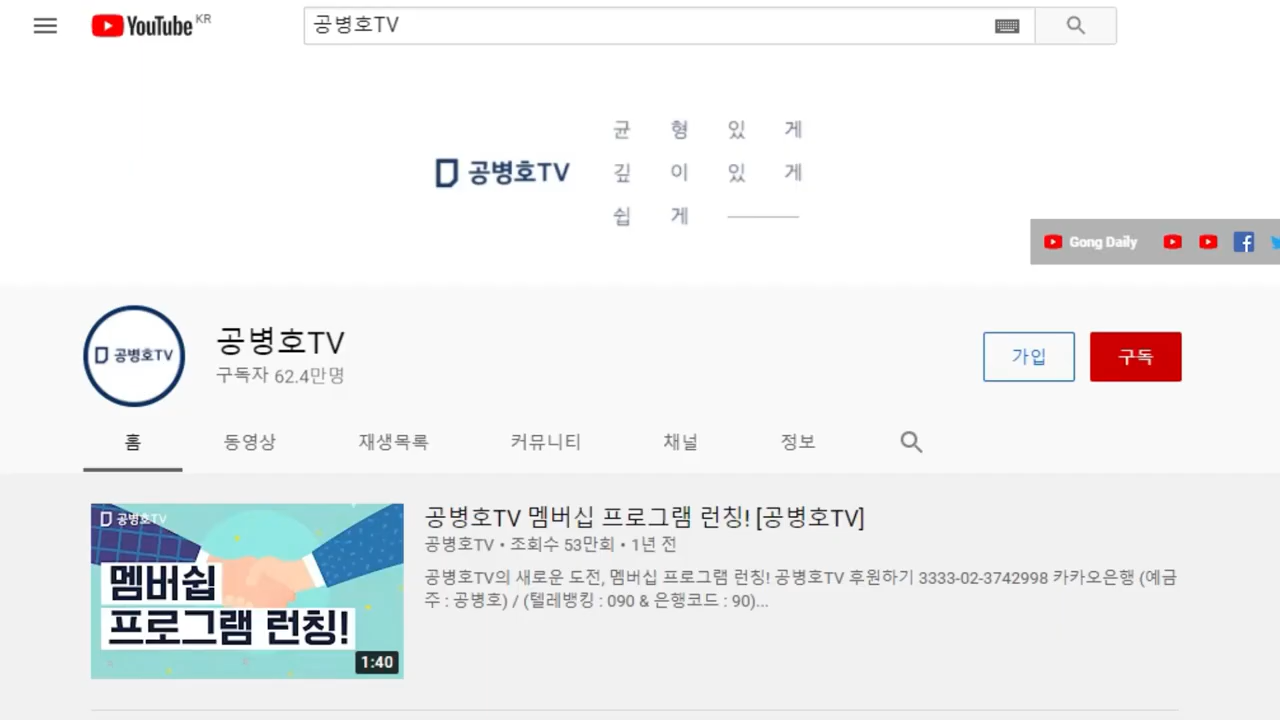 YouTube KR
공병호TV
균 형 있 게
공병호TV
깊 이 있 게
쉽 게
Gong Daily
공병호TV
공병호TV
구독자 62.4만명
가입
구독
홈
동영상
재생목록
커뮤니티
채널
정보
공병호TV
멤버쉽
프로그램 런칭!
1:40
공병호TV 멤버십 프로그램 런칭! [공병호TV]
공병호TV • 조회수 53만회 • 1년 전
공병호TV의 새로운 도전, 멤버십 프로그램 런칭! 공병호TV 후원하기 3333-02-3742998 카카오은행 (예금
주 : 공병호) / (텔레뱅킹 : 090 & 은행코드 : 90)...